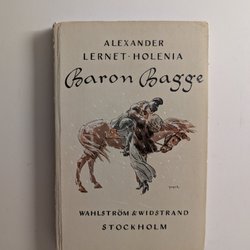 ALEXANDER
LERNET-HOLENIA
Baron Bagge
WAHLSTRÖM & WIDSTRAND
STOCKHOLM